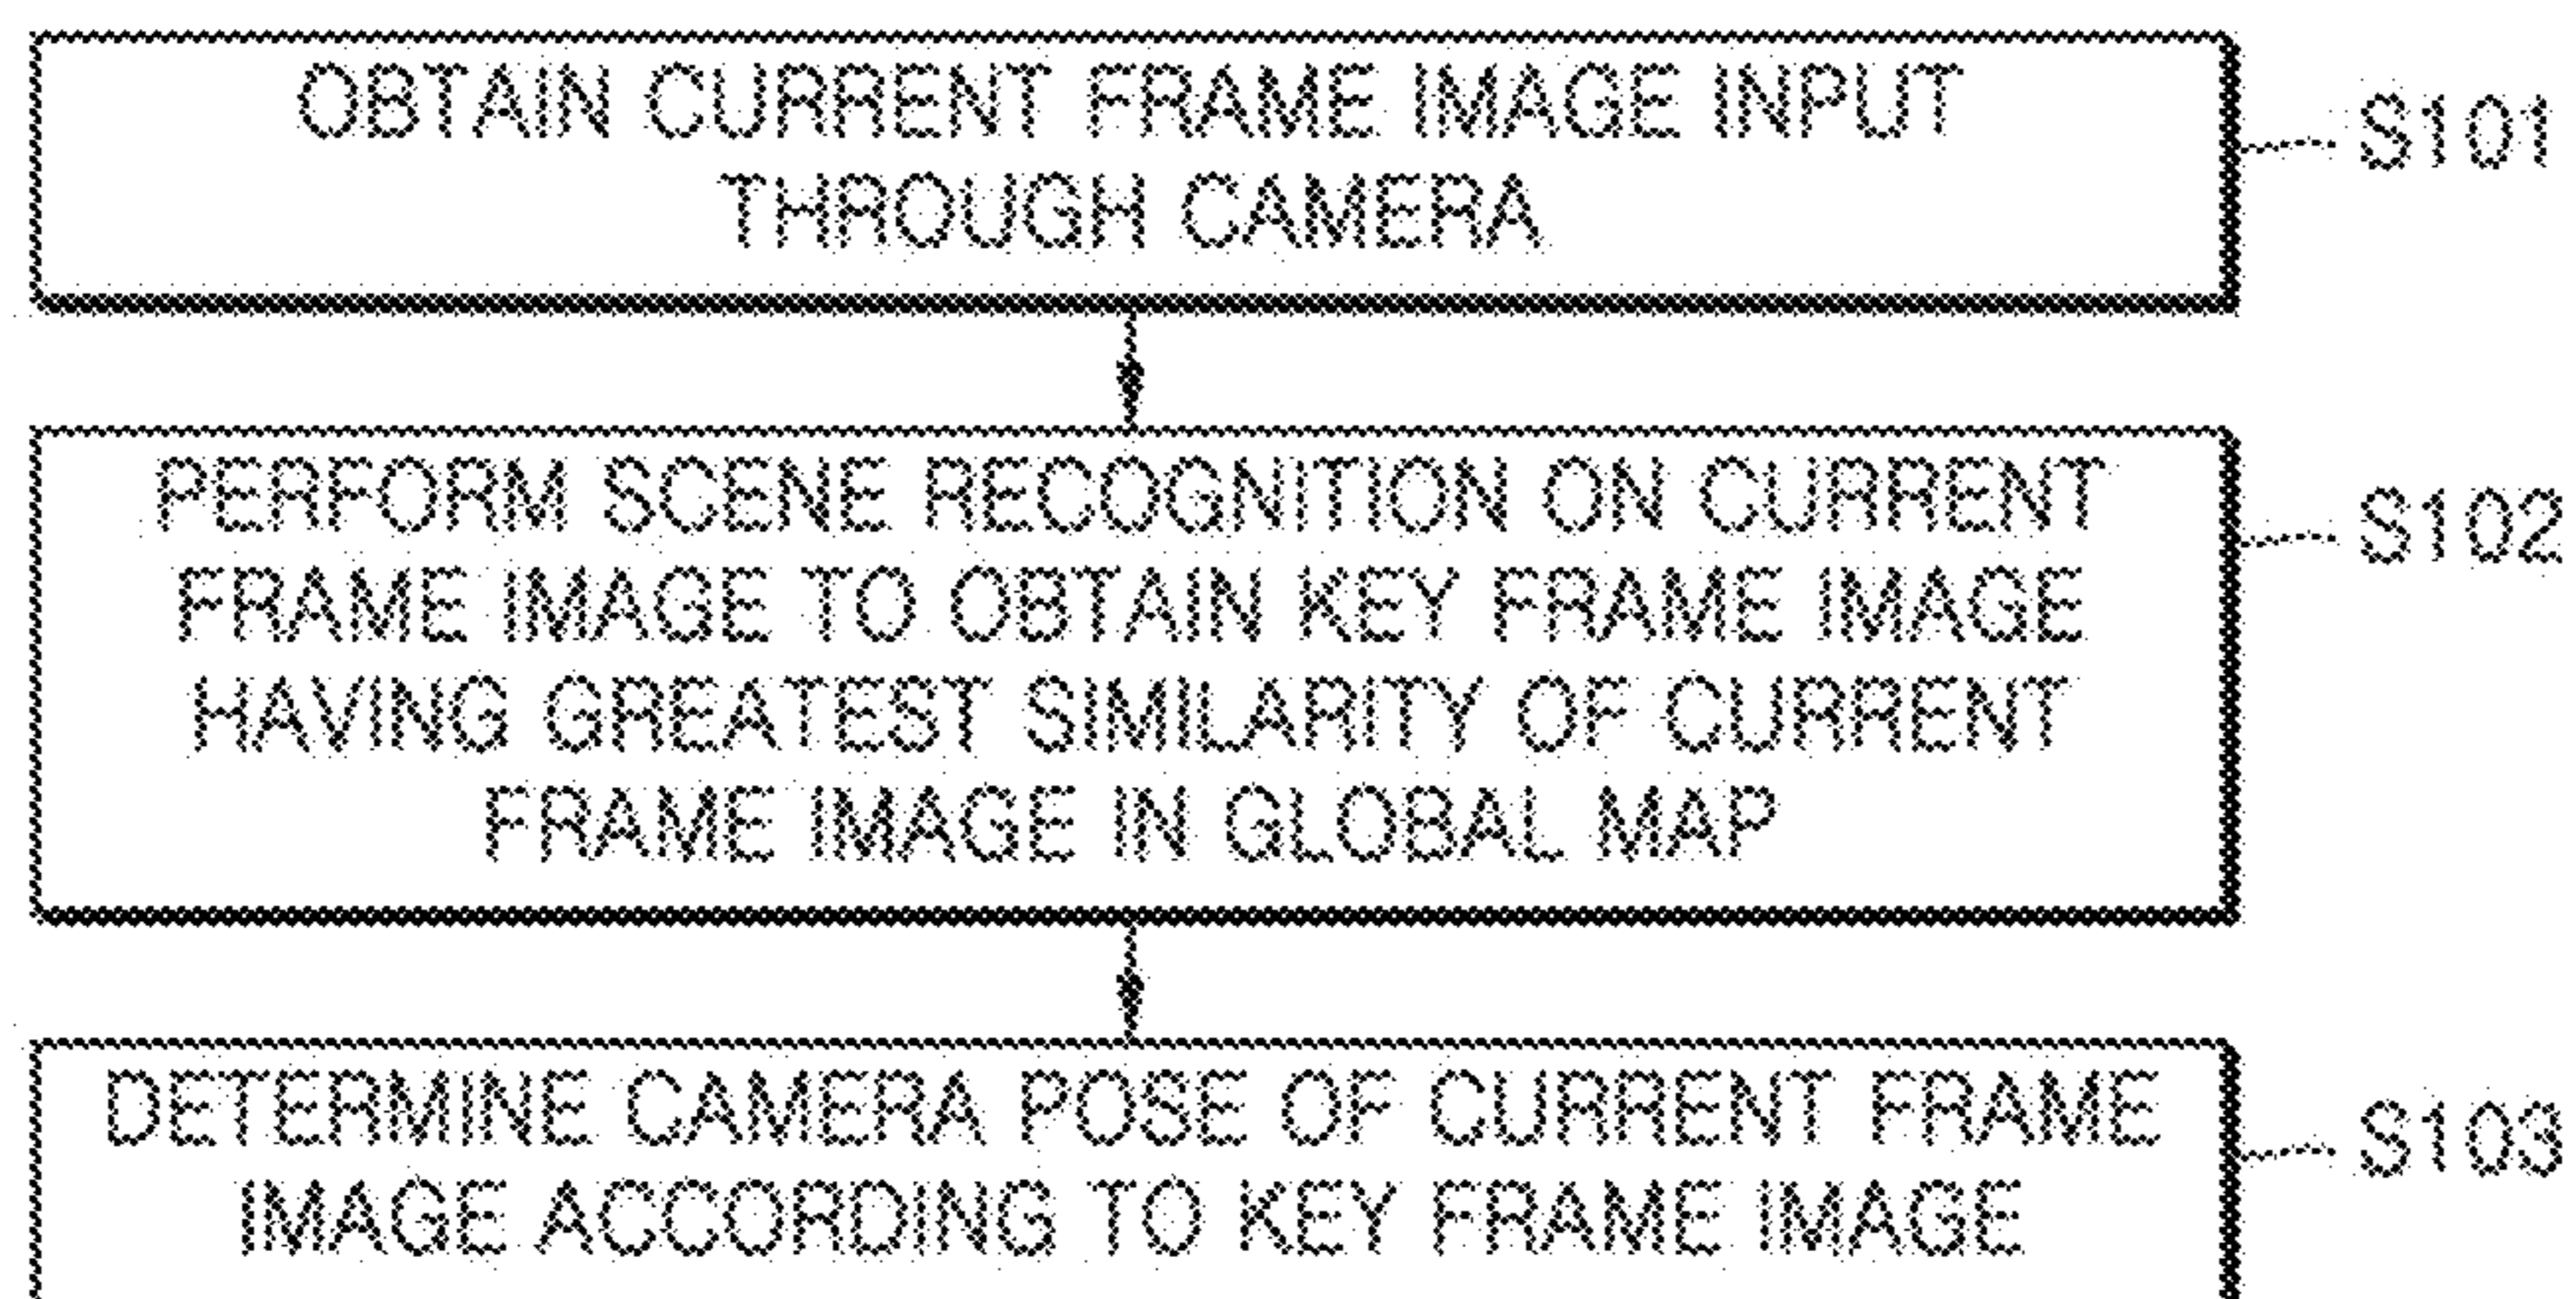 OBTAIN CURRENT FRAME IMAGE INPUT
THROUGH CAMERA
S101
PERFORM SCENE RECOGNITION ON CURRENT
FRAME IMAGE TO OBTAIN KEY FRAME IMAGE
HAVING GREATEST SIMILARITY OF CURRENT
FRAME IMAGE IN GLOBAL MAP
S102
DETERMINE CAMERA POSE OF CURRENT FRAME
IMAGE ACCORDING TO KEY FRAME IMAGE
S103